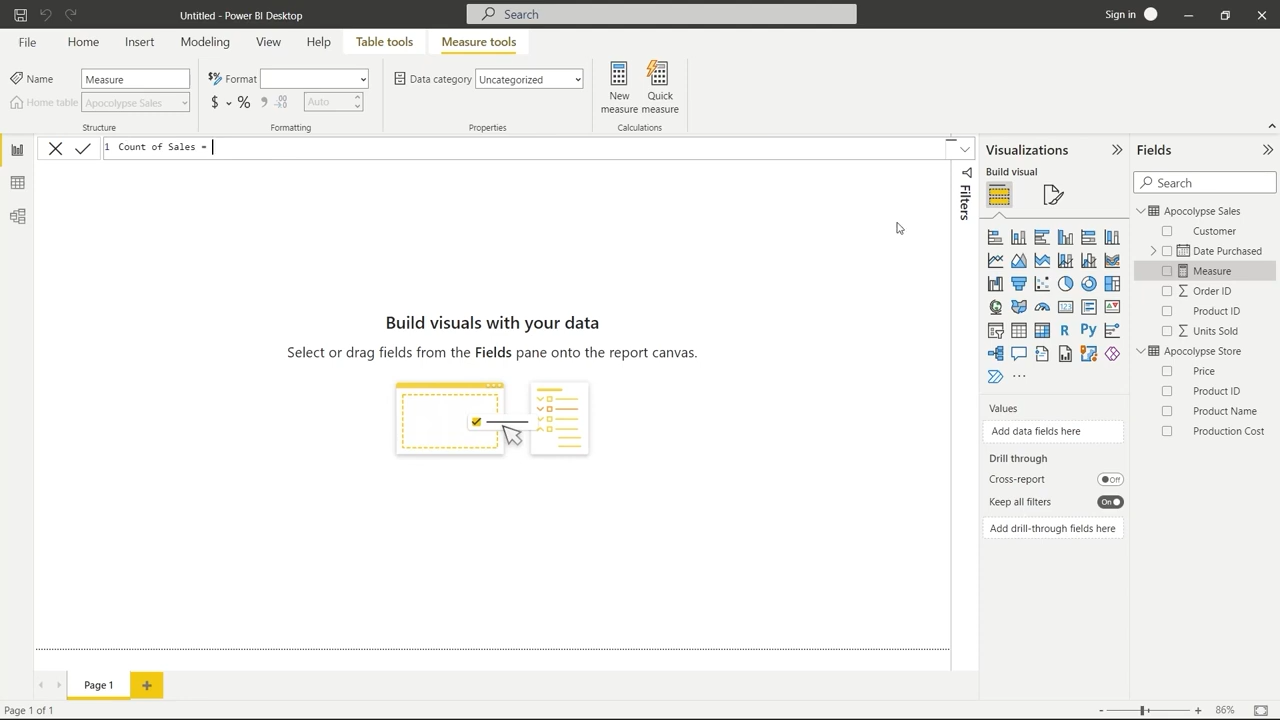 Untitled - Power BI Desktop
Search
Sign in
File Home Insert Modeling View Help Table tools Measure tools
Name Measure
Home table Apocolypse Sales
Structure
Format
$ % Auto
Formatting
Data category Uncategorized
Properties
New measure
Quick measure
Calculations
1 Count of Sales =
Filters
Build visuals with your data
Select or drag fields from the Fields pane onto the report canvas.
Visualizations
Build visual
R Py
123
...
Values
Add data fields here
Drill through
Cross-report Off
Keep all filters On
Add drill-through fields here
Fields
Search
Apocolypse Sales
Customer
Date Purchased
Measure
Order ID
Product ID
Units Sold
Apocolypse Store
Price
Product ID
Product Name
Production Cost
Page 1
Page 1 of 1
- + 86%